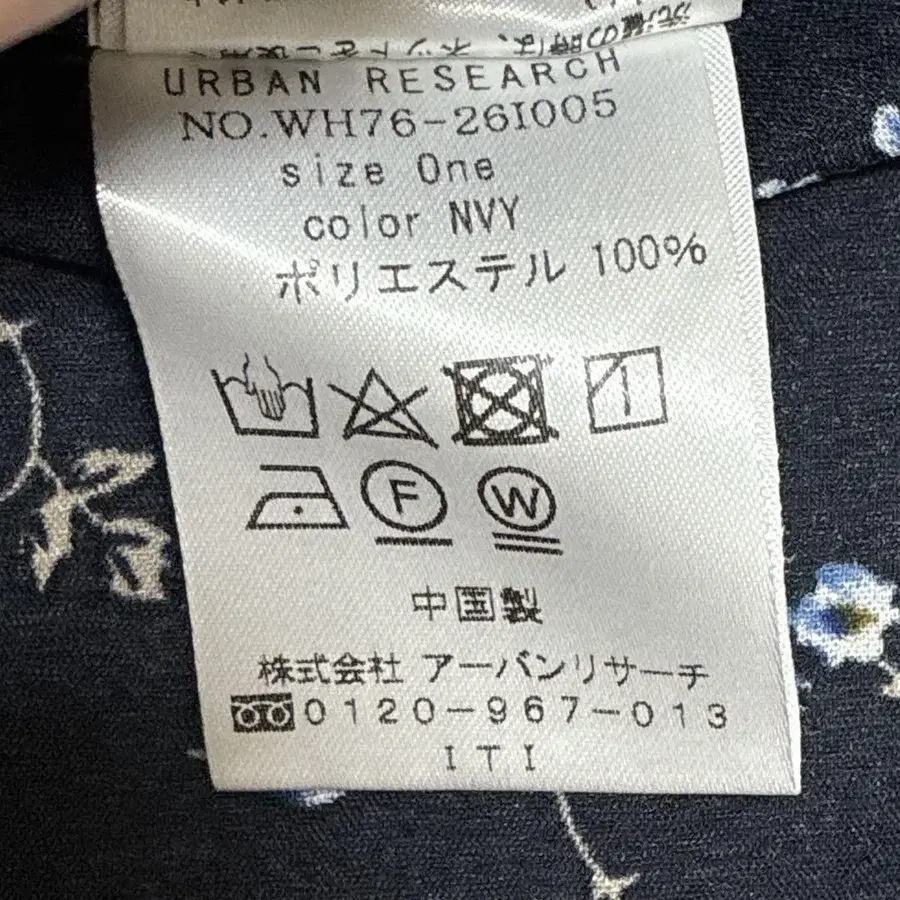 URBAN RESEARCH
NO.WH76-26I005
size One
color NVY
ポリエステル 100%
F W
中国製
株式会社 アーバンリサーチ
0120-967-013
ITI